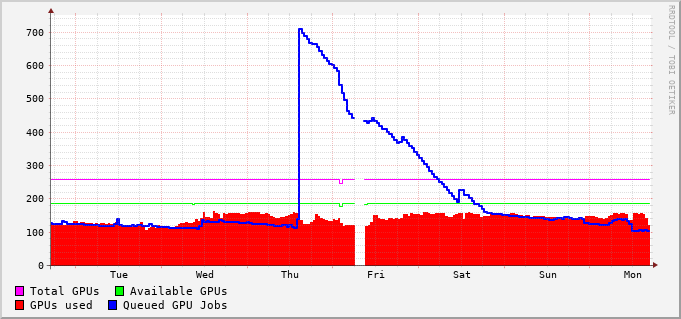 700
600
500
400
300
200
100
0
Tue Wed Thu Fri Sat Sun Mon
Total GPUs Available GPUs
GPUs used Queued GPU Jobs
RRDTOOL / TOBI OETIKER